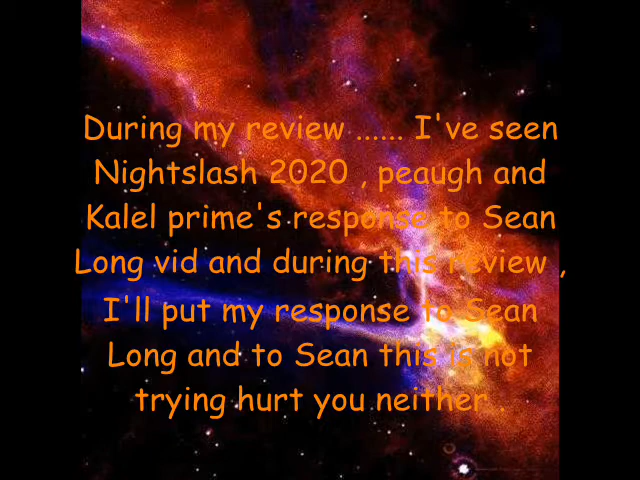 During my review ...... I've seen
Nightslash 2020 , peaugh and
Kalel prime's response to Sean
Long vid and during this review ,
I'll put my response to Sean
Long and to Sean this is not
trying hurt you neither .